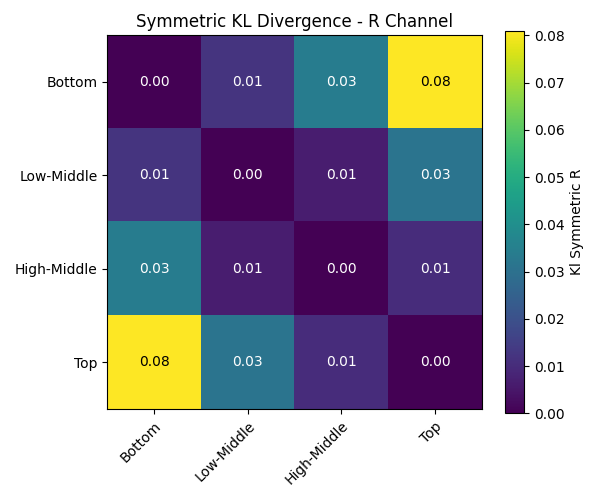 Symmetric KL Divergence - R Channel
Bottom 0.00 0.01 0.03 0.08
Low-Middle 0.01 0.00 0.01 0.03
High-Middle 0.03 0.01 0.00 0.01
Top 0.08 0.03 0.01 0.00
Bottom Low-Middle High-Middle Top
0.08
0.07
0.06
0.05
0.04
0.03
0.02
0.01
0.00
Kl Symmetric R